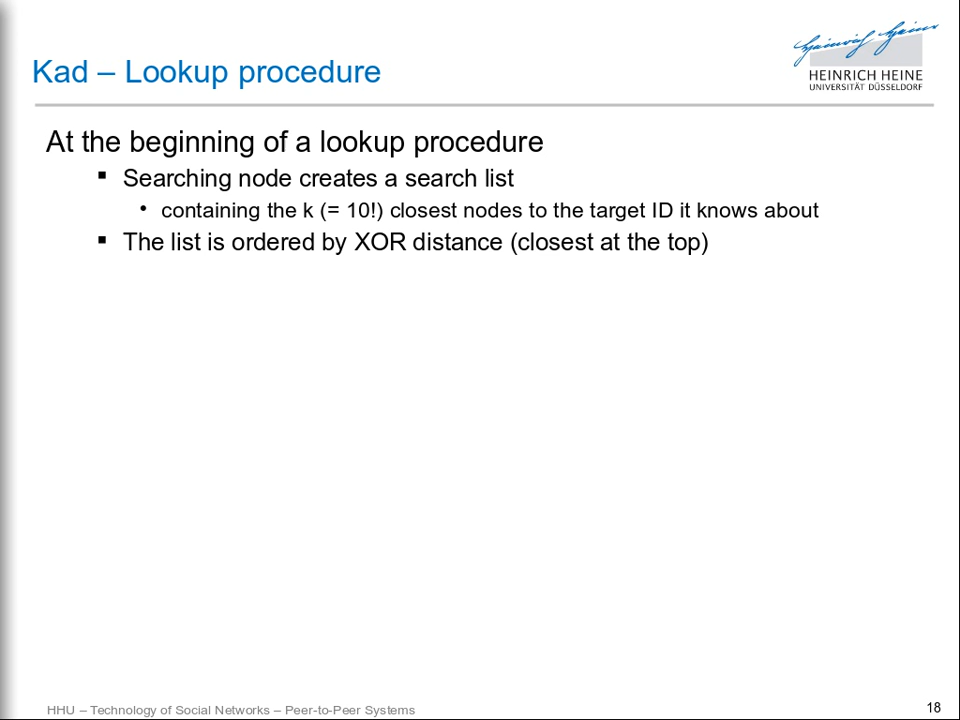 Kad – Lookup procedure
Heinrich Heine
HEINRICH HEINE
UNIVERSITÄT DÜSSELDORF
At the beginning of a lookup procedure
▪ Searching node creates a search list
• containing the k (= 10!) closest nodes to the target ID it knows about
▪ The list is ordered by XOR distance (closest at the top)
HHU – Technology of Social Networks – Peer-to-Peer Systems
18